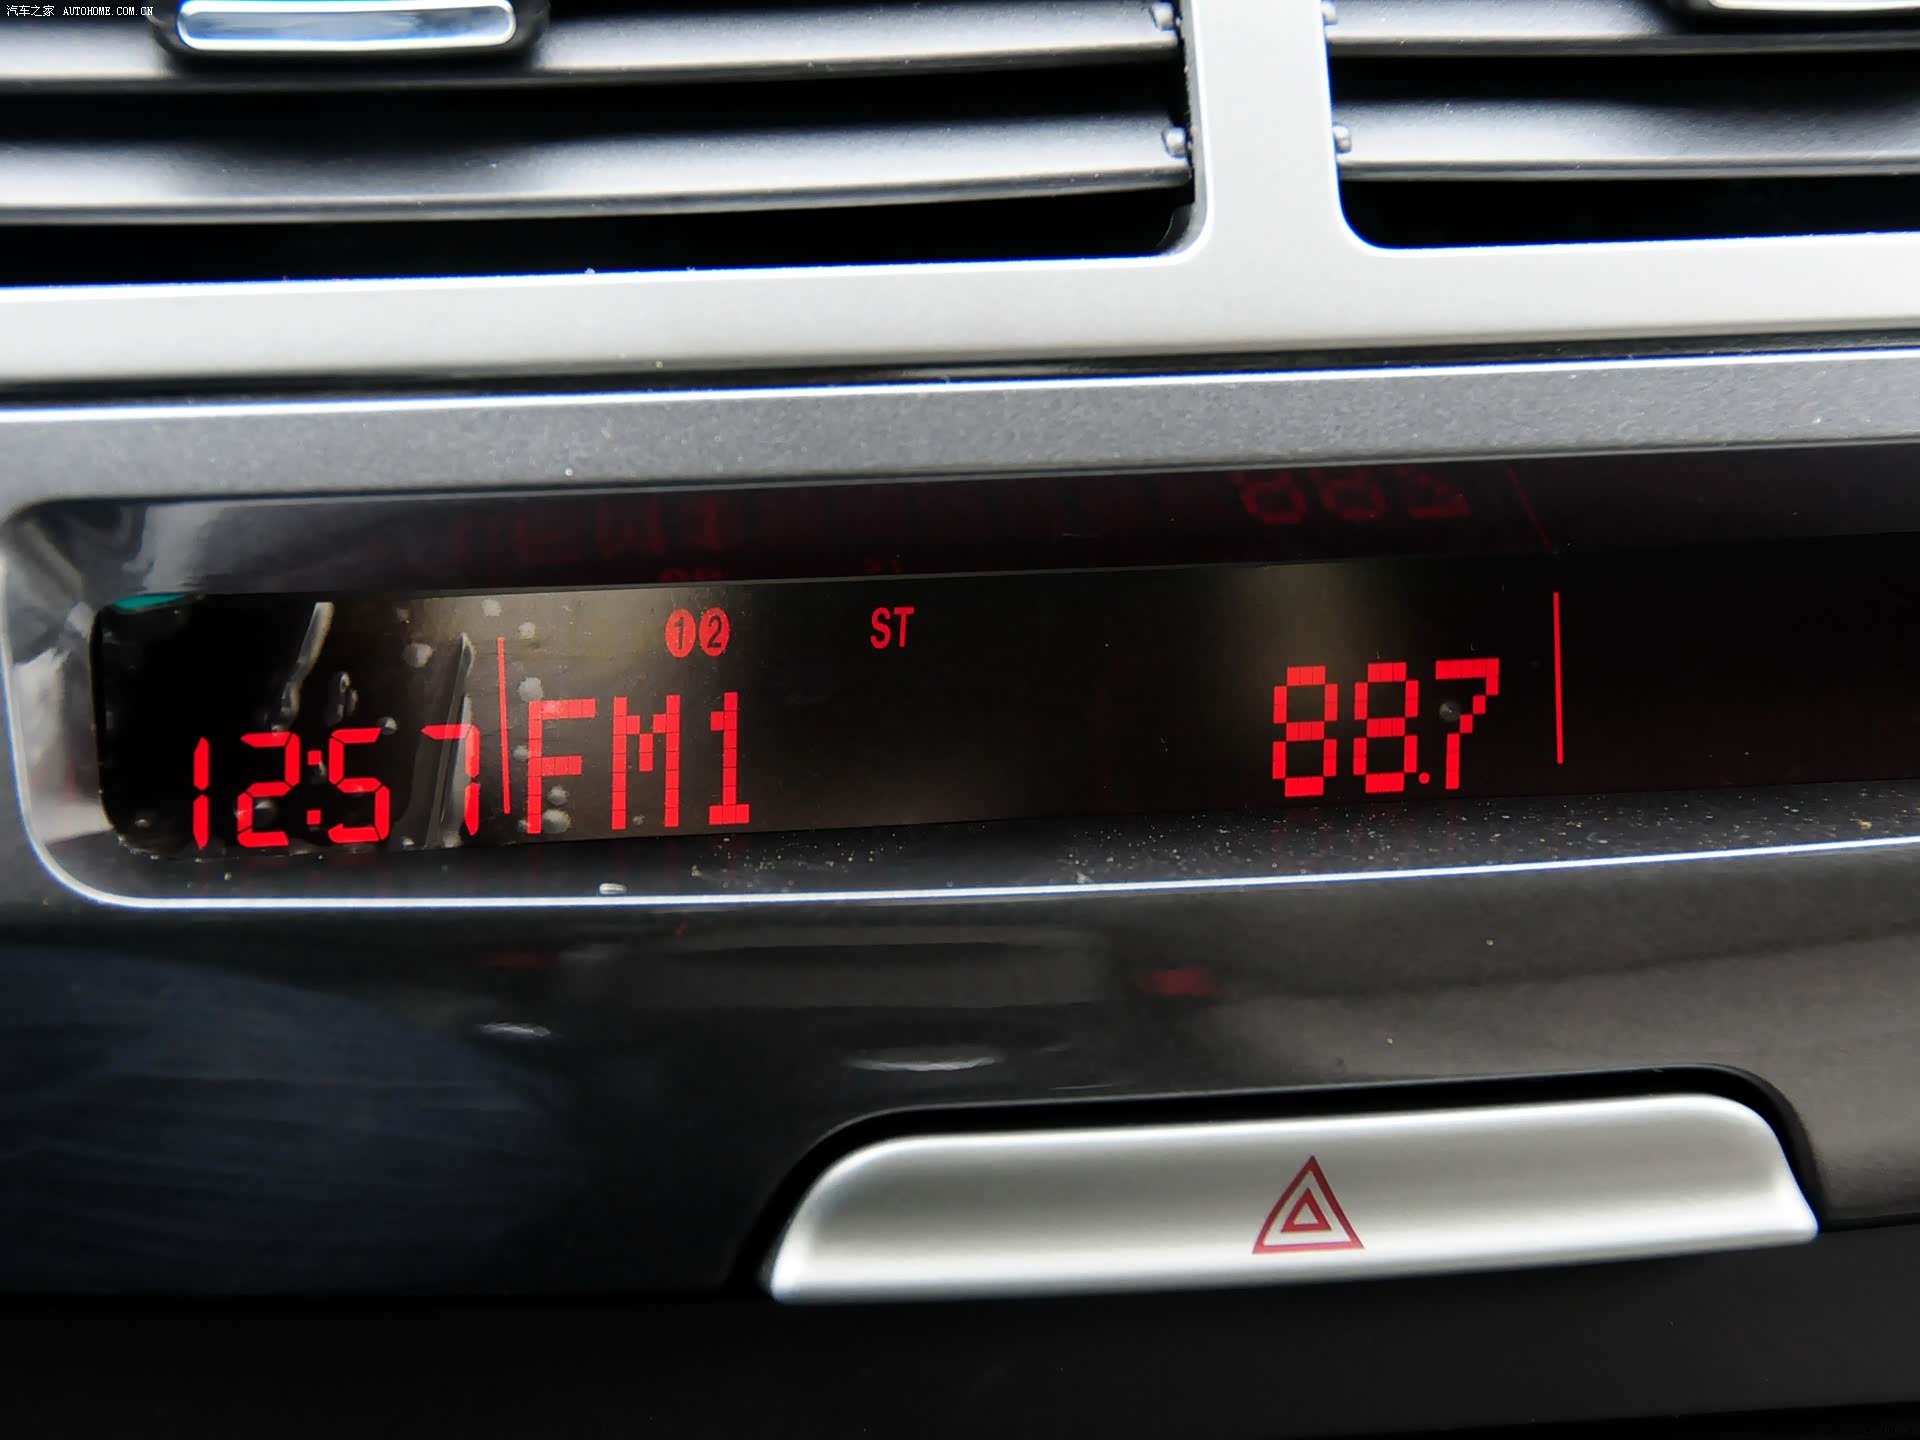 汽车之家 AUTOHOME.COM.CN
12 ST
12:57 FM1 88.7